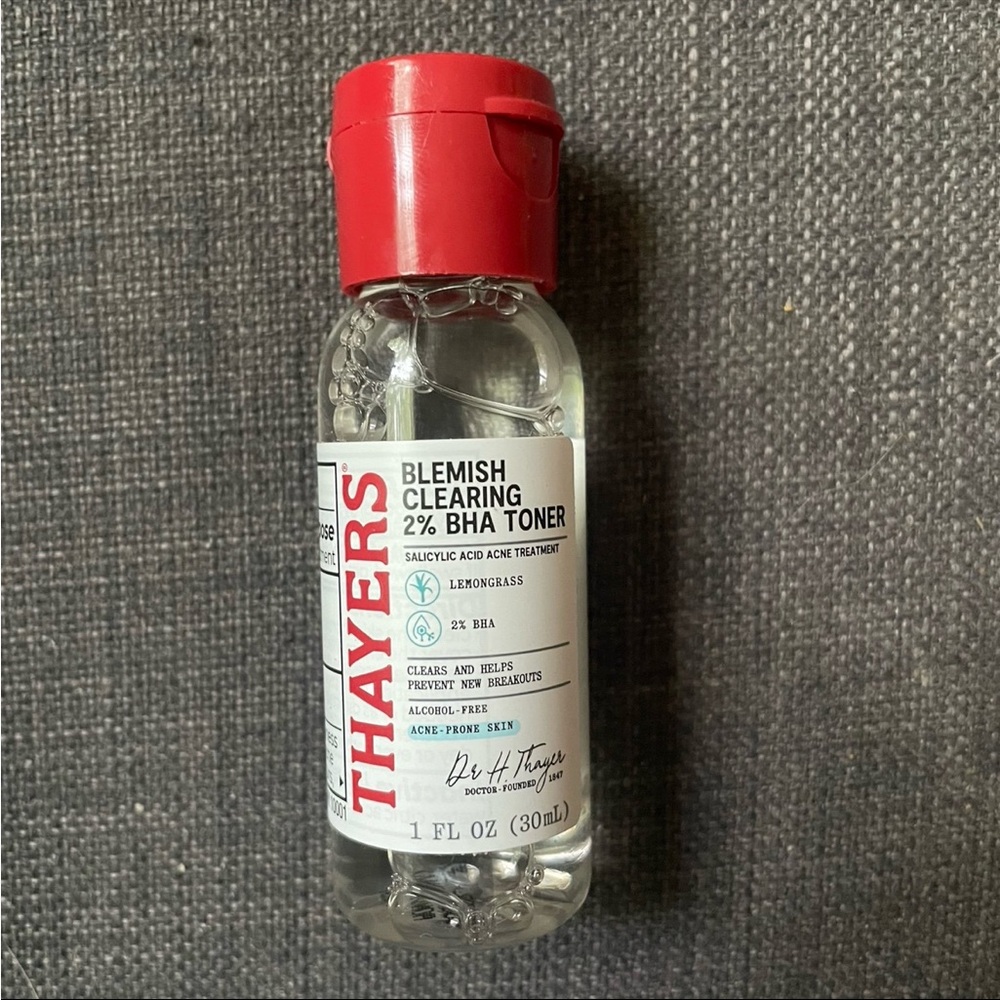 THAYERS®
BLEMISH
CLEARING
2% BHA TONER
SALICYLIC ACID ACNE TREATMENT
LEMONGRASS
2% BHA
CLEARS AND HELPS
PREVENT NEW BREAKOUTS
ALCOHOL-FREE
ACNE-PRONE SKIN
Dr H. Thayer
DOCTOR-FOUNDED 1847
1 FL OZ (30mL)